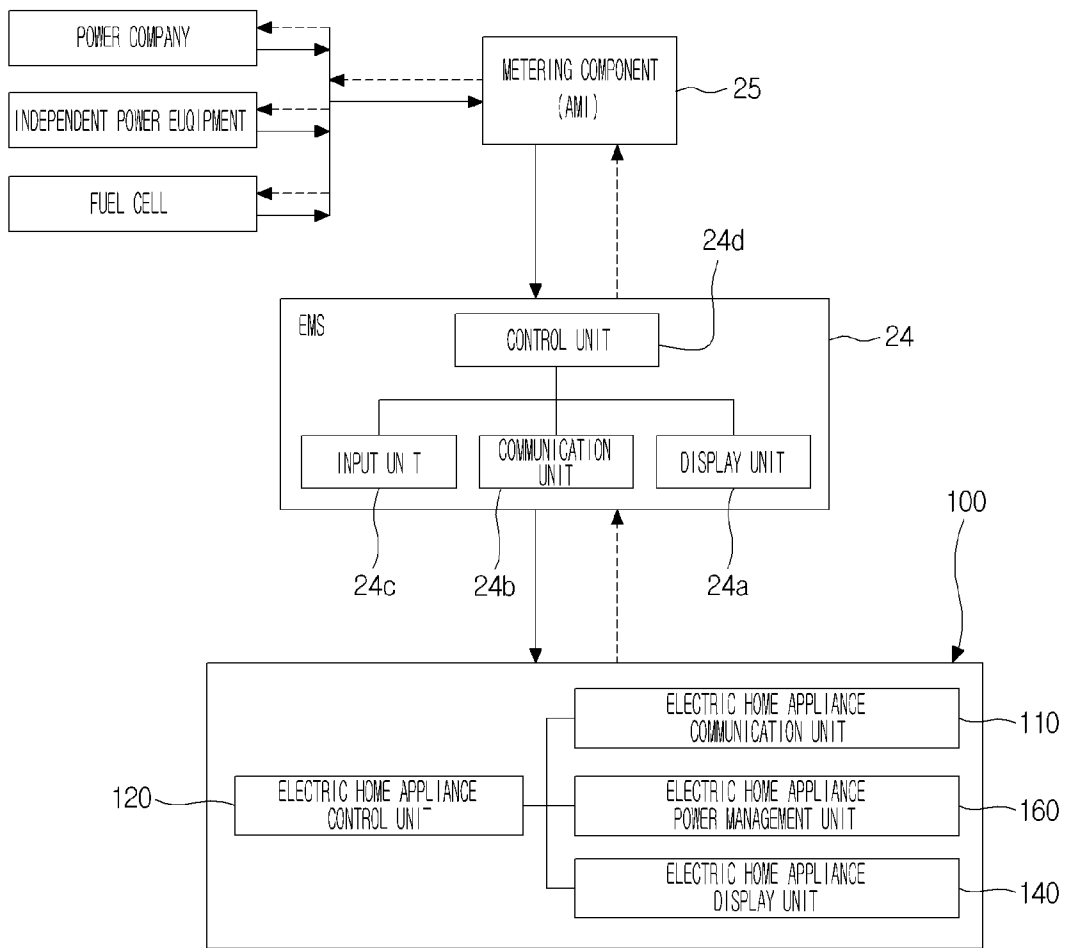 POWER COMPANY
INDEPENDENT POWER EUQIPMENT
FUEL CELL
METERING COMPONENT
(AMI)
25
24d
EMS
CONTROL UNIT
24
INPUT UN T
COMMUNICATION
UNIT
DISPLAY UNIT
24c
24b
24a
100
ELECTRIC HOME APPLIANCE
COMMUNICATION UNIT
110
120
ELECTRIC HOME APPLIANCE
CONTROL UNIT
ELECTRIC HOME APPLIANCE
POWER MANAGEMENT UNIT
160
ELECTRIC HOME APPLIANCE
DISPLAY UNIT
140